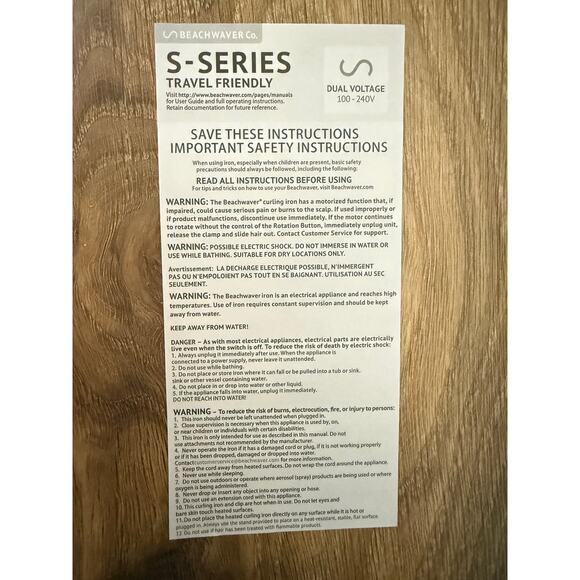 BEACHWAVER Co.
S-SERIES
TRAVEL FRIENDLY
Visit http://www.beachwaver.com/pages/manuals
for User Guide and full operating instructions.
Retain documentation for future reference.
DUAL VOLTAGE
100 - 240V
SAVE THESE INSTRUCTIONS
IMPORTANT SAFETY INSTRUCTIONS
When using iron, especially when children are present, basic safety
precautions should always be followed, including the following:
READ ALL INSTRUCTIONS BEFORE USING
For tips and tricks on how to use your Beachwaver, visit Beachwaver.com
WARNING: The Beachwaver® curling iron has a motorized function that, if
impaired, could cause serious pain or burns to the scalp. If used improperly or
if product malfunctions, discontinue use immediately. If the motor continues
to rotate without the control of the Rotation Button, immediately unplug unit,
release the clamp and slide hair out. Contact Customer Service for support.
WARNING: POSSIBLE ELECTRIC SHOCK. DO NOT IMMERSE IN WATER OR
USE WHILE BATHING. SUITABLE FOR DRY LOCATIONS ONLY.
Avertissement: LA DECHARGE ELECTRIQUE POSSIBLE, N'IMMERGENT
PAS OU N'EMPOLOIENT PAS TOUT EN SE BAIGNANT. UTILISATION AU SEC
SEULEMENT.
WARNING: The Beachwaver iron is an electrical appliance and reaches high
temperatures. Use of iron requires constant supervision and should be kept
away from water.
KEEP AWAY FROM WATER!
DANGER – As with most electrical appliances, electrical parts are electrically
live even when the switch is off. To reduce the risk of death by electric shock:
1. Always unplug it immediately after use. When the appliance is
connected to a power supply, never leave it unattended.
2. Do not use while bathing.
3. Do not place or store iron where it can fall or be pulled into a tub or sink.
sink or other vessel containing water.
4. Do not place in or drop into water or other liquid.
5. If the appliance falls into water, unplug it immediately.
DO NOT REACH INTO WATER!
WARNING – To reduce the risk of burns, electrocution, fire, or injury to persons:
1. This iron should never be left unattended when plugged in.
2. Close supervision is necessary when this appliance is used by, on,
or near children or individuals with certain disabilities.
3. This iron is only intended for use as described in this manual. Do not
use attachments not recommended by the manufacturer.
4. Never operate the iron if it has a damaged cord or plug, if it is not working properly
or if it has been dropped, damaged or dropped into water.
Contact customerservice@beachwaver.com for more information.
5. Keep the cord away from heated surfaces. Do not wrap the cord around the appliance.
6. Never use while sleeping.
7. Do not use outdoors or operate where aerosol (spray) products are being used or where
oxygen is being administered.
8. Never drop or insert any object into any opening or hose.
9. Do not use an extension cord with this appliance.
10. This curling iron and clip are hot when in use. Do not let eyes and
bare skin touch heated surfaces.
11. Do not place the heated curling iron directly on any surface while it is hot or
plugged in. Always use the stand provided to place on a heat-resistant, stable, flat surface.
12. Do not use if hair has been treated with flammable products.